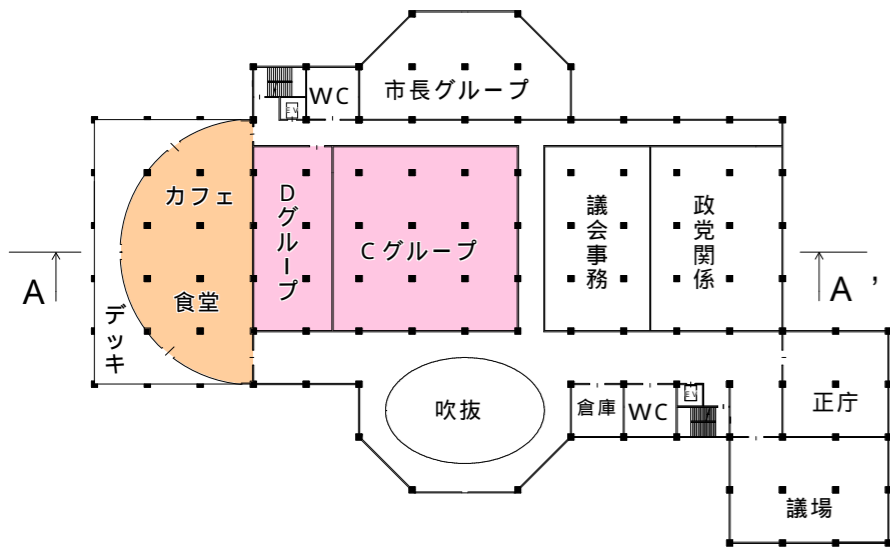 WC
EV
市長グループ
カフェ
食堂
デッキ
Dグループ
Cグループ
議会事務
政党関係
A
A'
吹抜
倉庫
WC
EV
正庁
議場